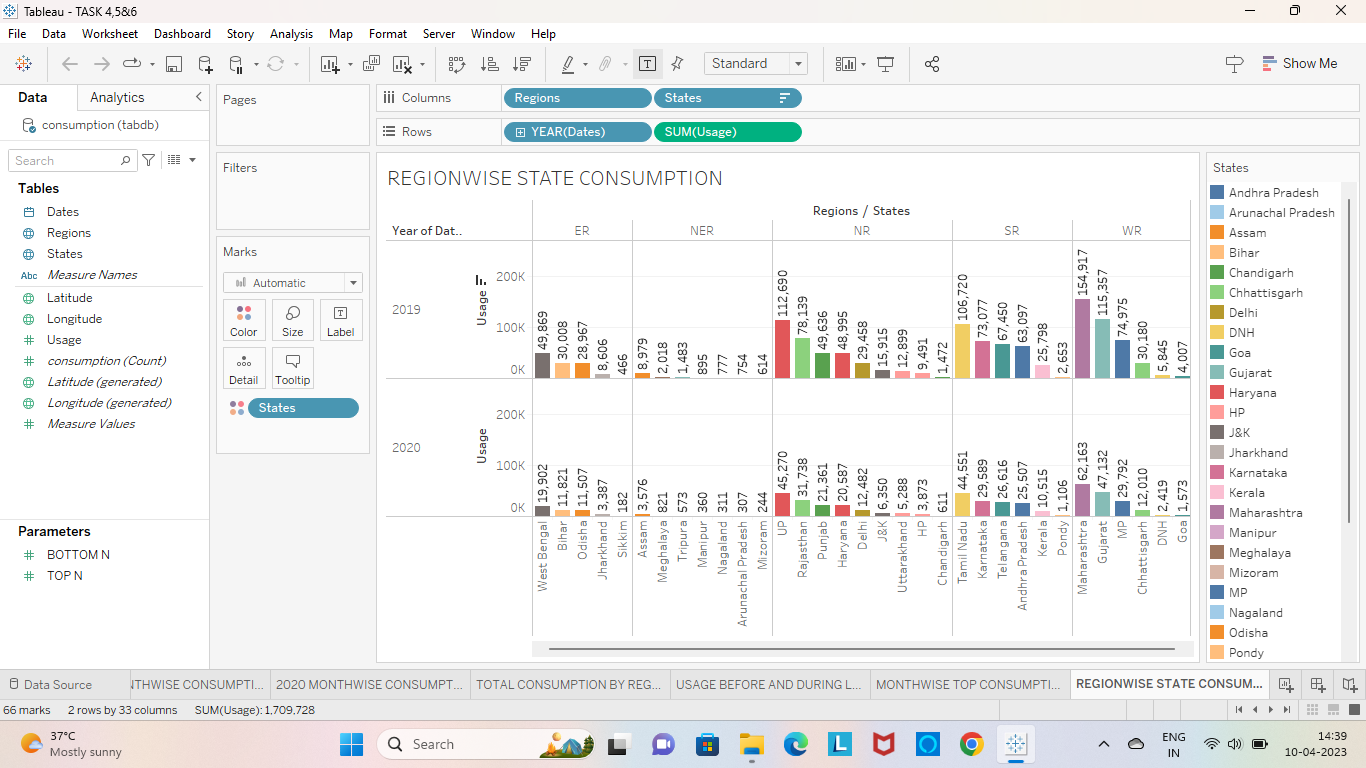 Tableau - TASK 4,5&6
File Data Worksheet Dashboard Story Analysis Map Format Server Window Help
Standard
Show Me
Data Analytics
consumption (tabdb)
Search
Tables
Dates
Regions
States
Abc Measure Names
Latitude
Longitude
Usage
consumption (Count)
Latitude (generated)
Longitude (generated)
Measure Values
Parameters
BOTTOM N
TOP N
Pages
Filters
Marks
Automatic
Color Size Label
Detail Tooltip
States
Columns Regions States
Rows YEAR(Dates) SUM(Usage)
REGIONWISE STATE CONSUMPTION
Regions / States
Year of Dat.. ER NER NR SR WR
2019
Usage
200K
100K
0K
49,869 30,008 28,967 8,606 466 8,979 2,018 1,483 895 777 754 614 112,690 78,139 49,636 48,995 29,458 15,915 12,899 9,491 1,472 106,720 73,077 67,450 63,097 25,798 2,653 154,917 115,357 74,975 30,180 5,845 4,007
2020
Usage
200K
100K
0K
19,902 11,821 11,507 3,387 182 3,576 821 573 360 311 307 244 45,270 31,738 21,361 20,587 12,482 6,350 5,288 3,873 611 44,551 29,589 26,616 25,507 10,515 1,106 62,163 47,132 29,792 12,010 2,419 1,573
West Bengal Bihar Odisha Jharkhand Sikkim Assam Meghalaya Tripura Manipur Nagaland Arunachal Pradesh Mizoram UP Rajasthan Punjab Haryana Delhi J&K Uttarakhand HP Chandigarh Tamil Nadu Karnataka Telangana Andhra Pradesh Kerala Pondy Maharashtra Gujarat MP Chhattisgarh DNH Goa
States
Andhra Pradesh
Arunachal Pradesh
Assam
Bihar
Chandigarh
Chhattisgarh
Delhi
DNH
Goa
Gujarat
Haryana
HP
J&K
Jharkhand
Karnataka
Kerala
Maharashtra
Manipur
Meghalaya
Mizoram
MP
Nagaland
Odisha
Pondy
Data Source NTHWISE CONSUMPTI... 2020 MONTHWISE CONSUMPT... TOTAL CONSUMPTION BY REG... USAGE BEFORE AND DURING L... MONTHWISE TOP CONSUMPTI... REGIONWISE STATE CONSUM...
66 marks 2 rows by 33 columns SUM(Usage): 1,709,728
37°C
Mostly sunny
Search
ENG
IN
14:39
10-04-2023